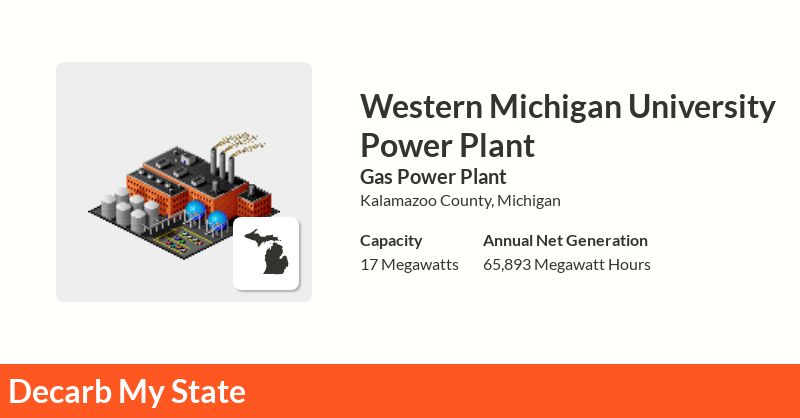 Western Michigan University
Power Plant
Gas Power Plant
Kalamazoo County, Michigan
Capacity
17 Megawatts
Annual Net Generation
65,893 Megawatt Hours
Decarb My State